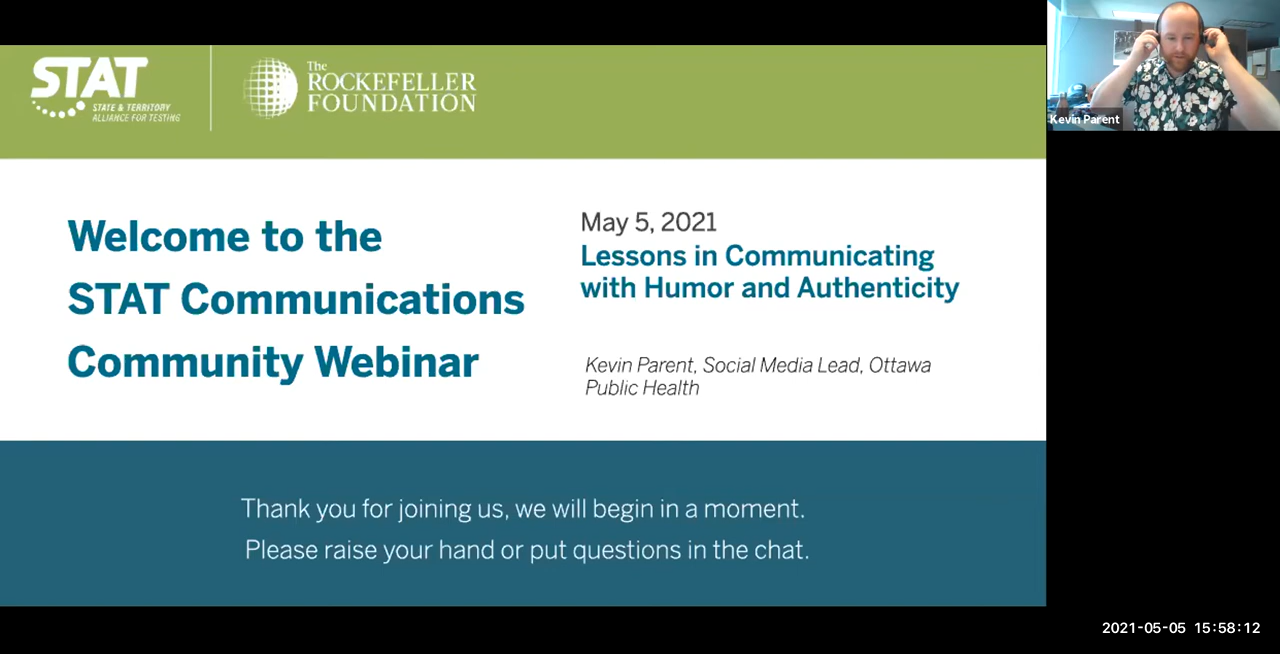 STAT
STATE & TERRITORY
ALLIANCE FOR TESTING
The
ROCKEFELLER
FOUNDATION
Kevin Parent
Welcome to the
STAT Communications
Community Webinar
May 5, 2021
Lessons in Communicating
with Humor and Authenticity
Kevin Parent, Social Media Lead, Ottawa
Public Health
Thank you for joining us, we will begin in a moment.
Please raise your hand or put questions in the chat.
2021-05-05 15:58:12